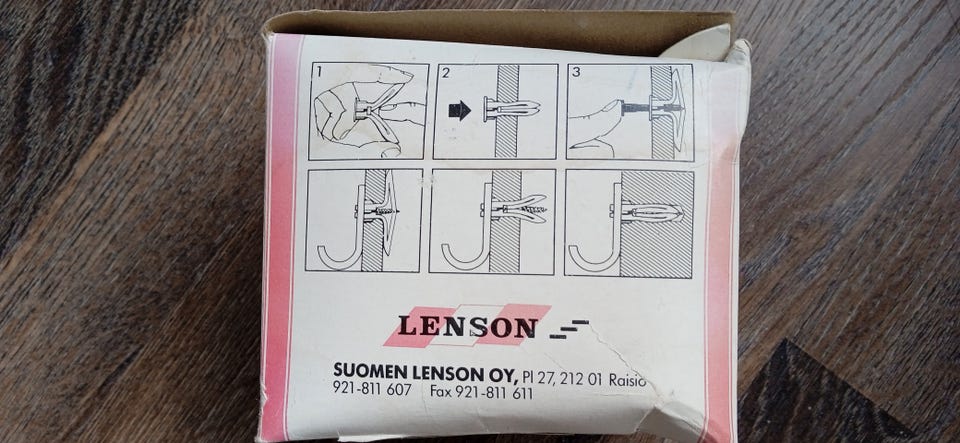 1 2 3
LENSON
SUOMEN LENSON OY, Pl 27, 212 01 Raisio
921-811 607 Fax 921-811 611